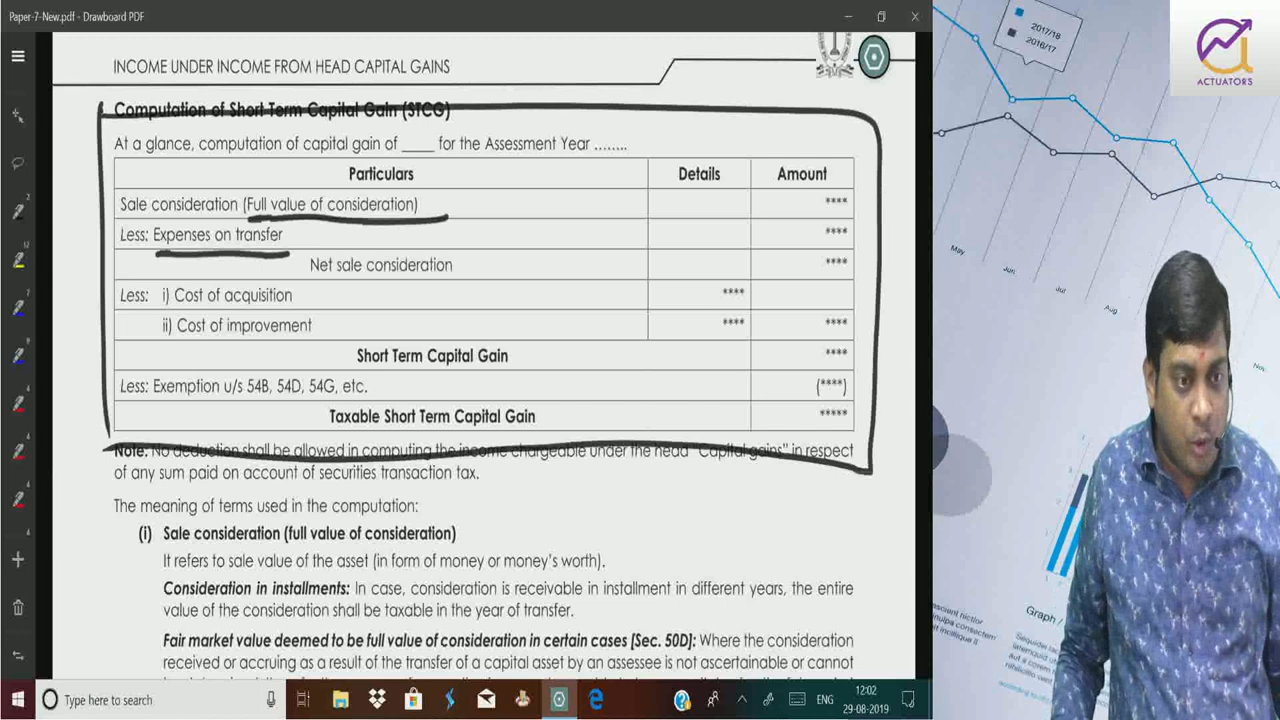 Paper-7-New.pdf - Drawboard PDF
INCOME UNDER INCOME FROM HEAD CAPITAL GAINS
Computation of Short Term Capital Gain (STCG)
At a glance, computation of capital gain of ____ for the Assessment Year ........
Particulars Details Amount
Sale consideration (Full value of consideration) ****
Less: Expenses on transfer ****
Net sale consideration ****
Less: i) Cost of acquisition ****
ii) Cost of improvement **** ****
Short Term Capital Gain ****
Less: Exemption u/s 54B, 54D, 54G, etc. (****)
Taxable Short Term Capital Gain *****
Note: No deduction shall be allowed in computing the income chargeable under the head "Capital gains" in respect
of any sum paid on account of securities transaction tax.
The meaning of terms used in the computation:
(i) Sale consideration (full value of consideration)
It refers to sale value of the asset (in form of money or money's worth).
Consideration in installments: In case, consideration is receivable in installment in different years, the entire
value of the consideration shall be taxable in the year of transfer.
Fair market value deemed to be full value of consideration in certain cases [Sec. 50D]: Where the consideration
received or accruing as a result of the transfer of a capital asset by an assessee is not ascertainable or cannot
Type here to search
ENG
12:02
29-08-2019
2017/18
2016/17
ACTUATORS
May
Jun
Jul
Aug
Nov
Graph /